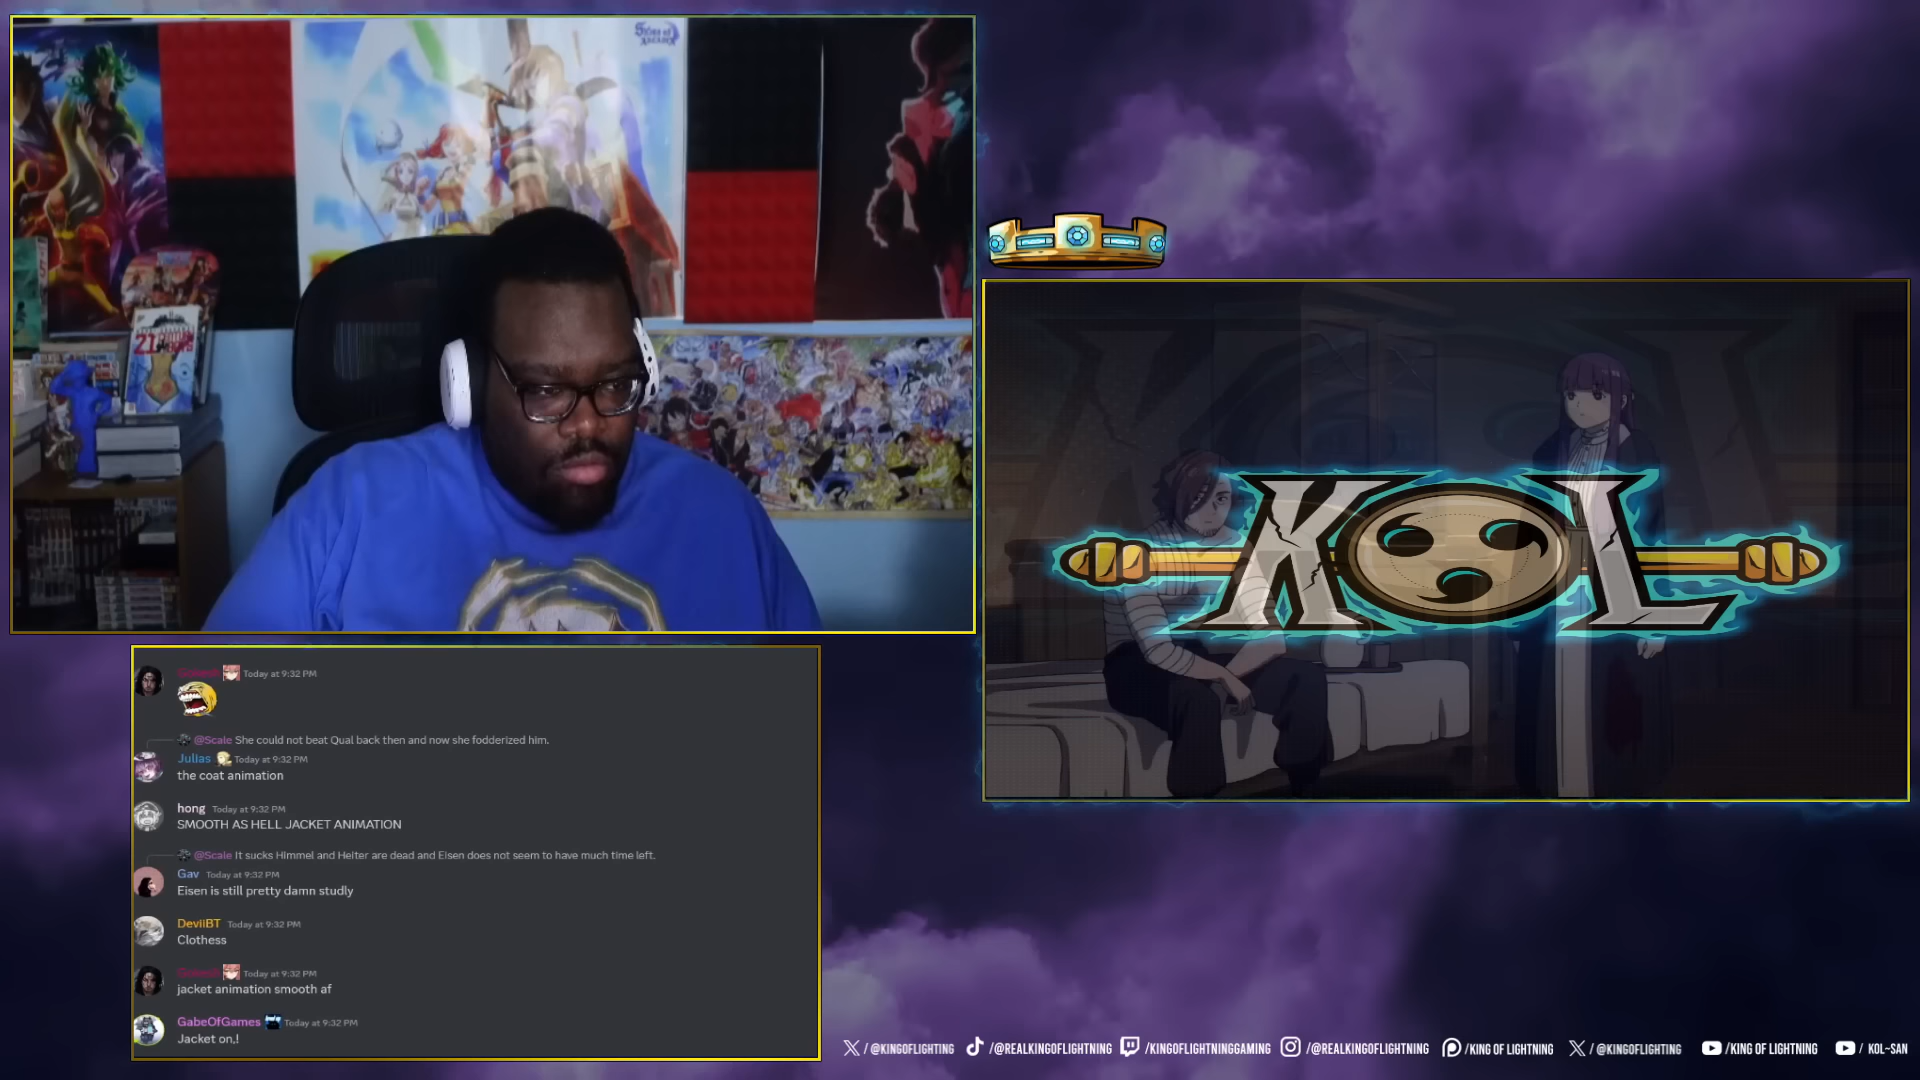 Skies of
ARCADIA
21
KOL
Today at 9:32 PM
@Scale She could not beat Qual back then and now she fodderized him.
Julias Today at 9:32 PM
the coat animation
hong Today at 9:32 PM
SMOOTH AS HELL JACKET ANIMATION
@Scale It sucks Himmel and Heiter are dead and Eisen does not seem to have much time left.
Gav Today at 9:32 PM
Eisen is still pretty damn studly
DeviiBT Today at 9:32 PM
Clothess
Today at 9:32 PM
jacket animation smooth af
GabeOfGames Today at 9:32 PM
Jacket on,!
/ @KINGOFLIGHTING /@REALKINGOFLIGHTNING /KINGOFLIGHTNINGGAMING /@REALKINGOFLIGHTNING /KING OF LIGHTNING / @KINGOFLIGHTING /KING OF LIGHTNING / KOL~SAN